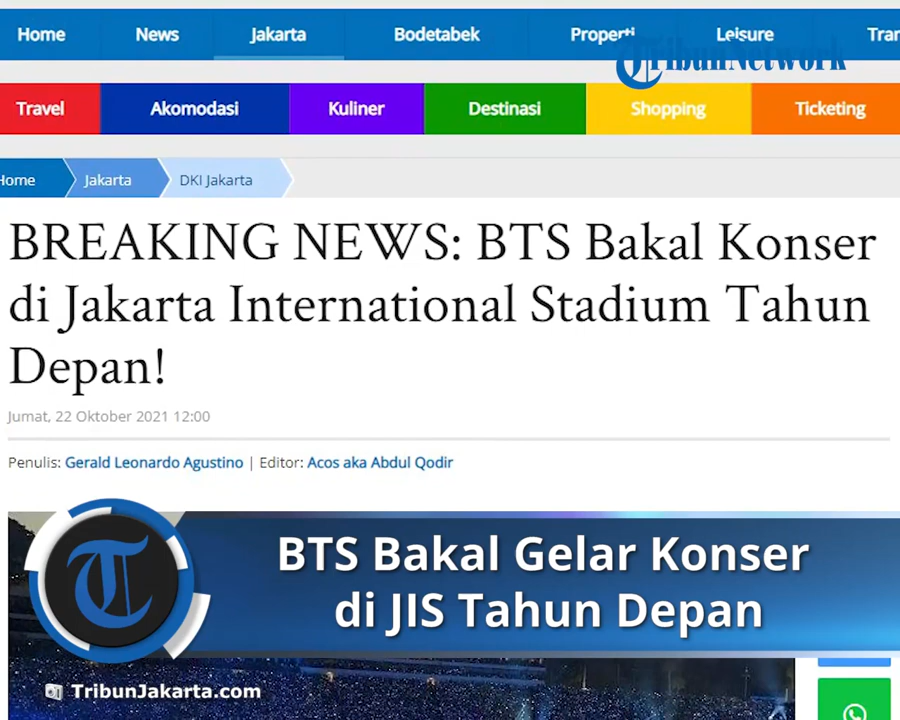 Home News Jakarta Bodetabek Properti Leisure Tran
TribunNetwork
Travel Akomodasi Kuliner Destinasi Shopping Ticketing
Home Jakarta DKI Jakarta
BREAKING NEWS: BTS Bakal Konser
di Jakarta International Stadium Tahun
Depan!
Jumat, 22 Oktober 2021 12:00
Penulis: Gerald Leonardo Agustino | Editor: Acos aka Abdul Qodir
BTS Bakal Gelar Konser
di JIS Tahun Depan
T
TribunJakarta.com